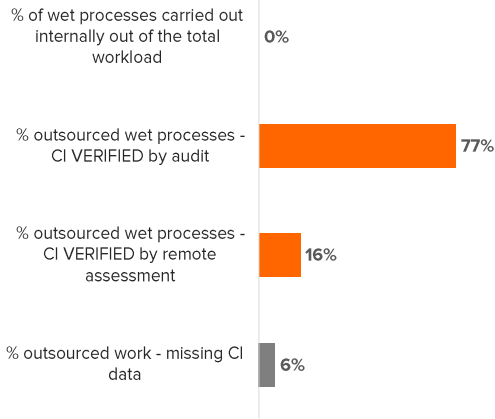 % of wet processes carried out
internally out of the total
workload
0%
% outsourced wet processes -
CI VERIFIED by audit
77%
% outsourced wet processes -
CI VERIFIED by remote
assessment
16%
% outsourced work - missing CI
data
6%